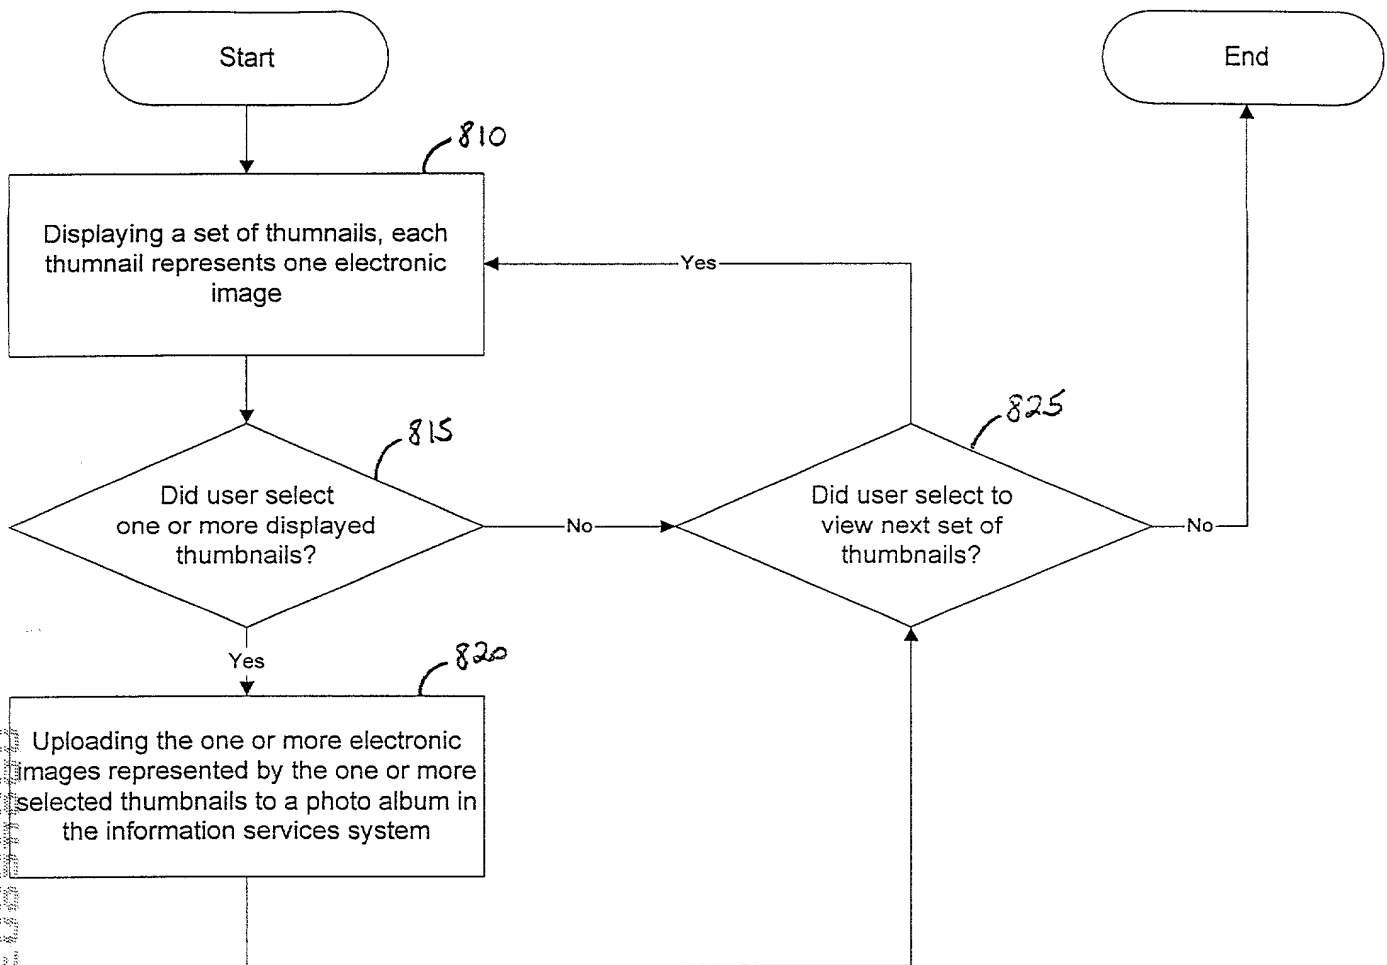 Start
End
810
Displaying a set of thumnails, each
thumnail represents one electronic
image
Yes
815
825
Did user select
one or more displayed
thumbnails?
No
Did user select to
view next set of
thumbnails?
No
Yes
820
Uploading the one or more electronic
images represented by the one or more
selected thumbnails to a photo album in
the information services system